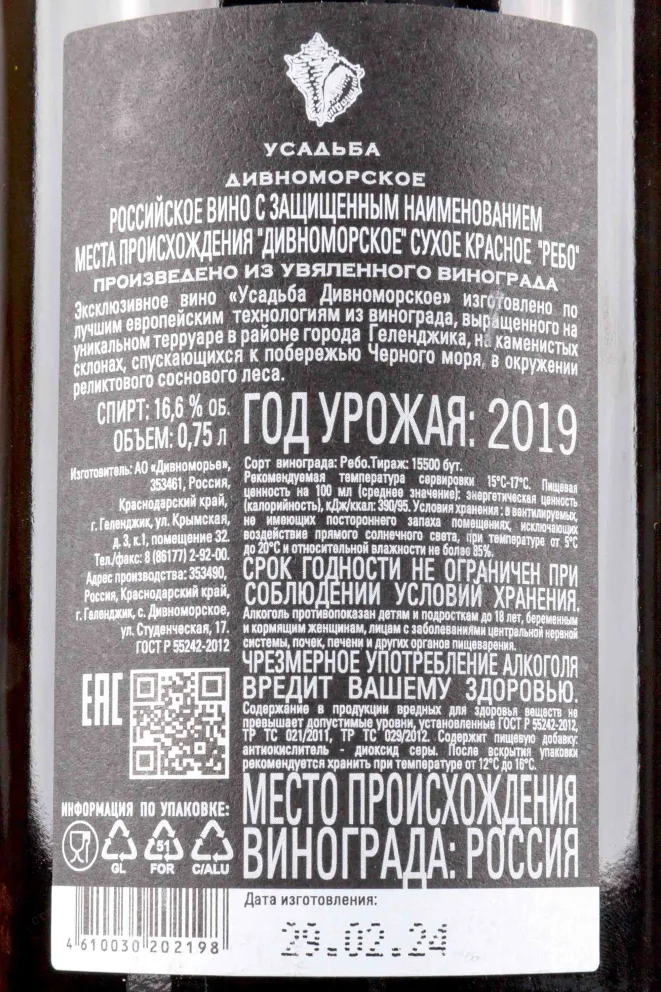 УСАДЬБА
ДИВНОМОРСКОЕ
РОССИЙСКОЕ ВИНО С ЗАЩИЩЕННЫМ НАИМЕНОВАНИЕМ
МЕСТА ПРОИСХОЖДЕНИЯ "ДИВНОМОРСКОЕ" СУХОЕ КРАСНОЕ "РЕБО"
ПРОИЗВЕДЕНО ИЗ УВЯЛЕННОГО ВИНОГРАДА
Эксклюзивное вино «Усадьба Дивноморское» изготовлено по
лучшим европейским технологиям из винограда, выращенного на
уникальном терруаре в районе города Геленджика, на каменистых
склонах, спускающихся к побережью Черного моря, в окружении
реликтового соснового леса.
СПИРТ: 16,6 % ОБ.
ОБЪЕМ: 0,75 л
Изготовитель: АО «Дивноморье»,
353461, Россия,
Краснодарский край,
г. Геленджик, ул. Крымская,
д. 3, к.1, помещение 32.
Тел./факс: 8 (86177) 2-92-00.
Адрес производства: 353490,
Россия, Краснодарский край,
г. Геленджик, с. Дивноморское,
ул. Студенческая, 17.
ГОСТ Р 55242-2012
EAC
ИНФОРМАЦИЯ ПО УПАКОВКЕ:
GL
51
FOR
C/ALU
ГОД УРОЖАЯ: 2019
Сорт винограда: Ребо.Тираж: 15500 бут.
Рекомендуемая температура сервировки 15°С-17°С. Пищевая
ценность на 100 мл (среднее значение): энергетическая ценность
(калорийность), кДж/ккал: 390/95. Условия хранения : в вентилируемых,
не имеющих постороннего запаха помещениях, исключающих
воздействие прямого солнечного света, при температуре от 5°С
до 20°С и относительной влажности не более 85%.
СРОК ГОДНОСТИ НЕ ОГРАНИЧЕН ПРИ
СОБЛЮДЕНИИ УСЛОВИЙ ХРАНЕНИЯ.
Алкоголь противопоказан детям и подросткам до 18 лет, беременным
и кормящим женщинам, лицам с заболеваниями центральной нервной
системы, почек, печени и других органов пищеварения.
ЧРЕЗМЕРНОЕ УПОТРЕБЛЕНИЕ АЛКОГОЛЯ
ВРЕДИТ ВАШЕМУ ЗДОРОВЬЮ.
Содержание в продукции вредных для здоровья веществ не
превышает допустимые уровни, установленные ГОСТ Р 55242-2012,
ТР ТС 021/2011, ТР ТС 029/2012. Содержит пищевую добавку:
антиокислитель - диоксид серы. После вскрытия упаковки
рекомендуется хранить при температуре от 12°С до 16°С.
МЕСТО ПРОИСХОЖДЕНИЯ
ВИНОГРАДА: РОССИЯ
4 610030 202198
Дата изготовления:
29.02.24